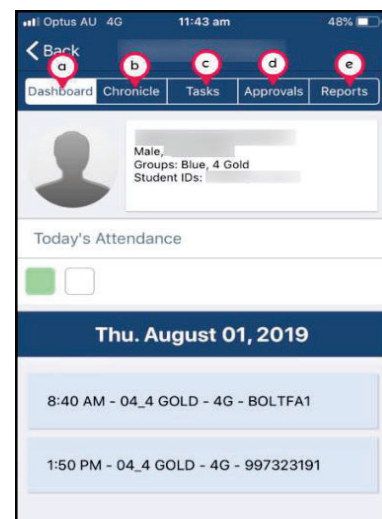 Optus AU 4G 11:43 am 48%
Back
a b c d e
Dashboard Chronicle Tasks Approvals Reports
Male,
Groups: Blue, 4 Gold
Student IDs:
Today's Attendance
Thu. August 01, 2019
8:40 AM - 04_4 GOLD - 4G - BOLTFA1
1:50 PM - 04_4 GOLD - 4G - 997323191